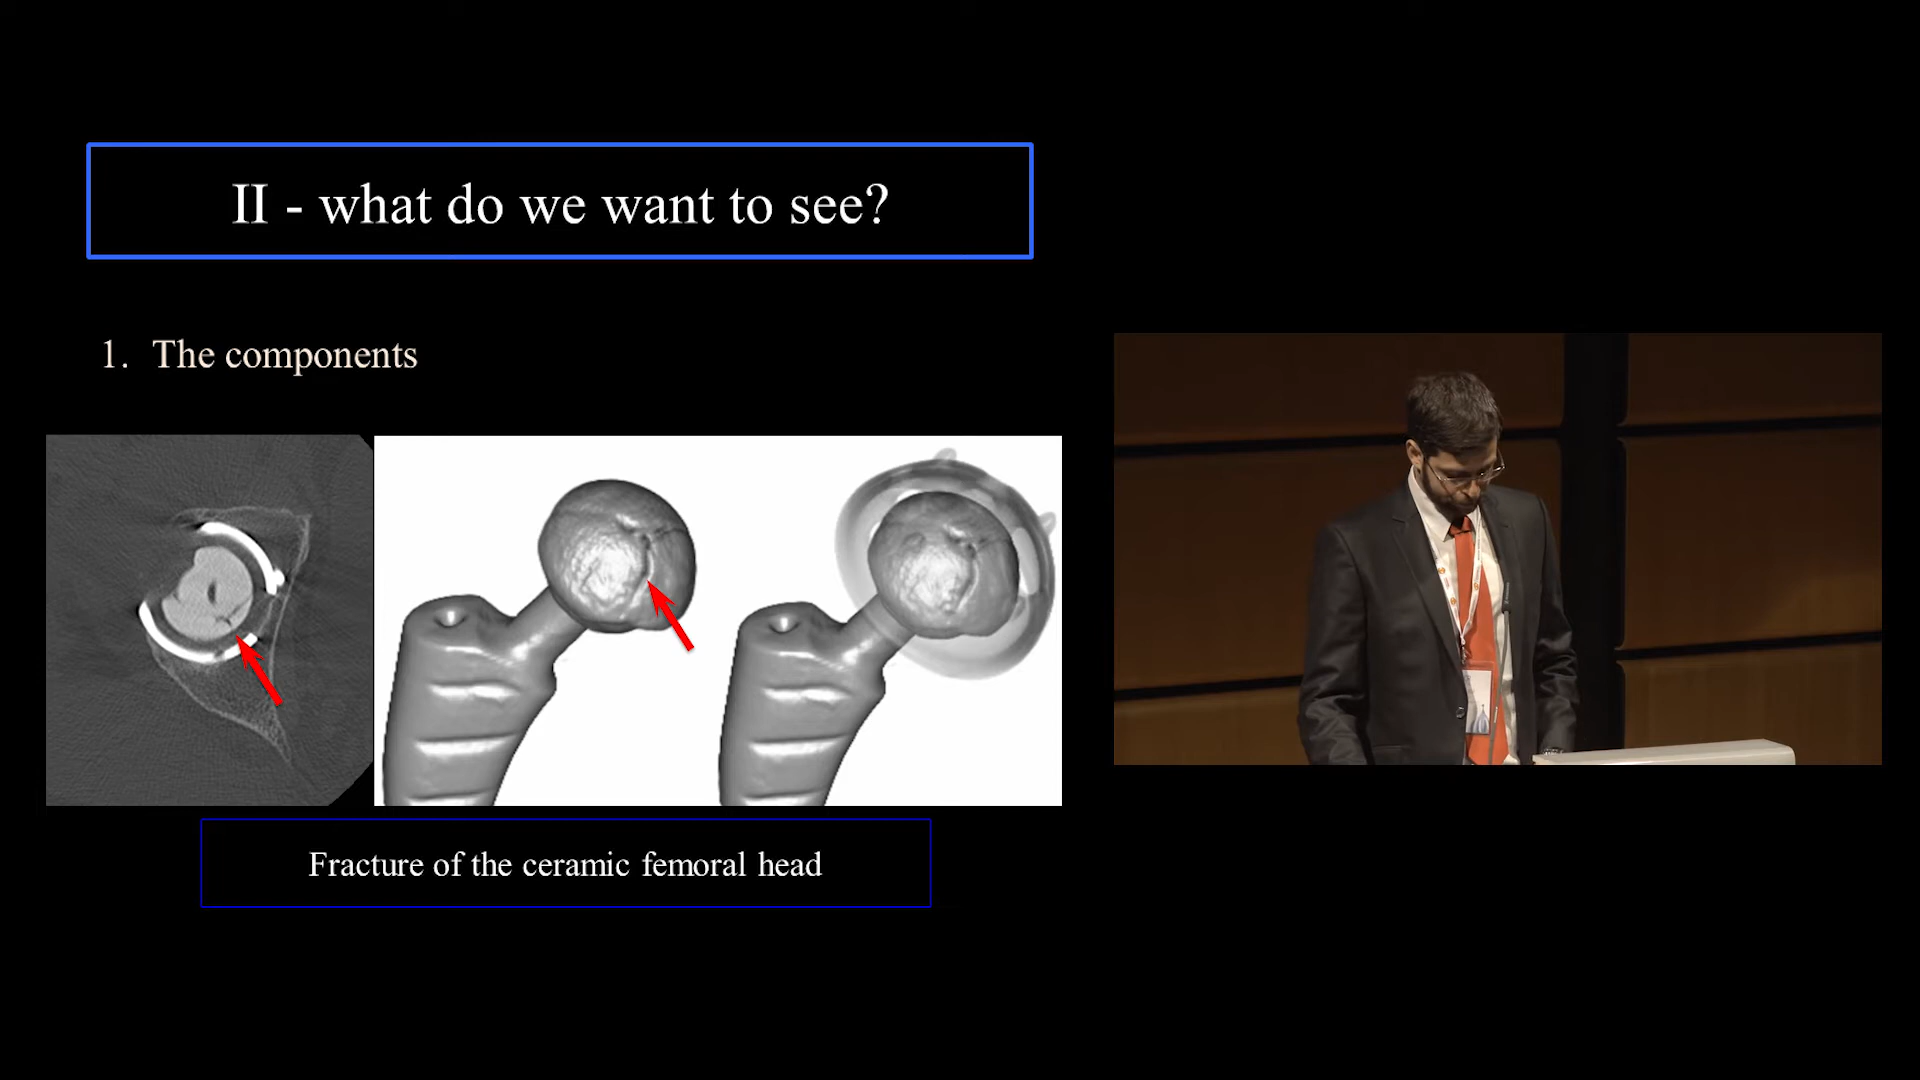 II - what do we want to see?
1. The components
Fracture of the ceramic femoral head